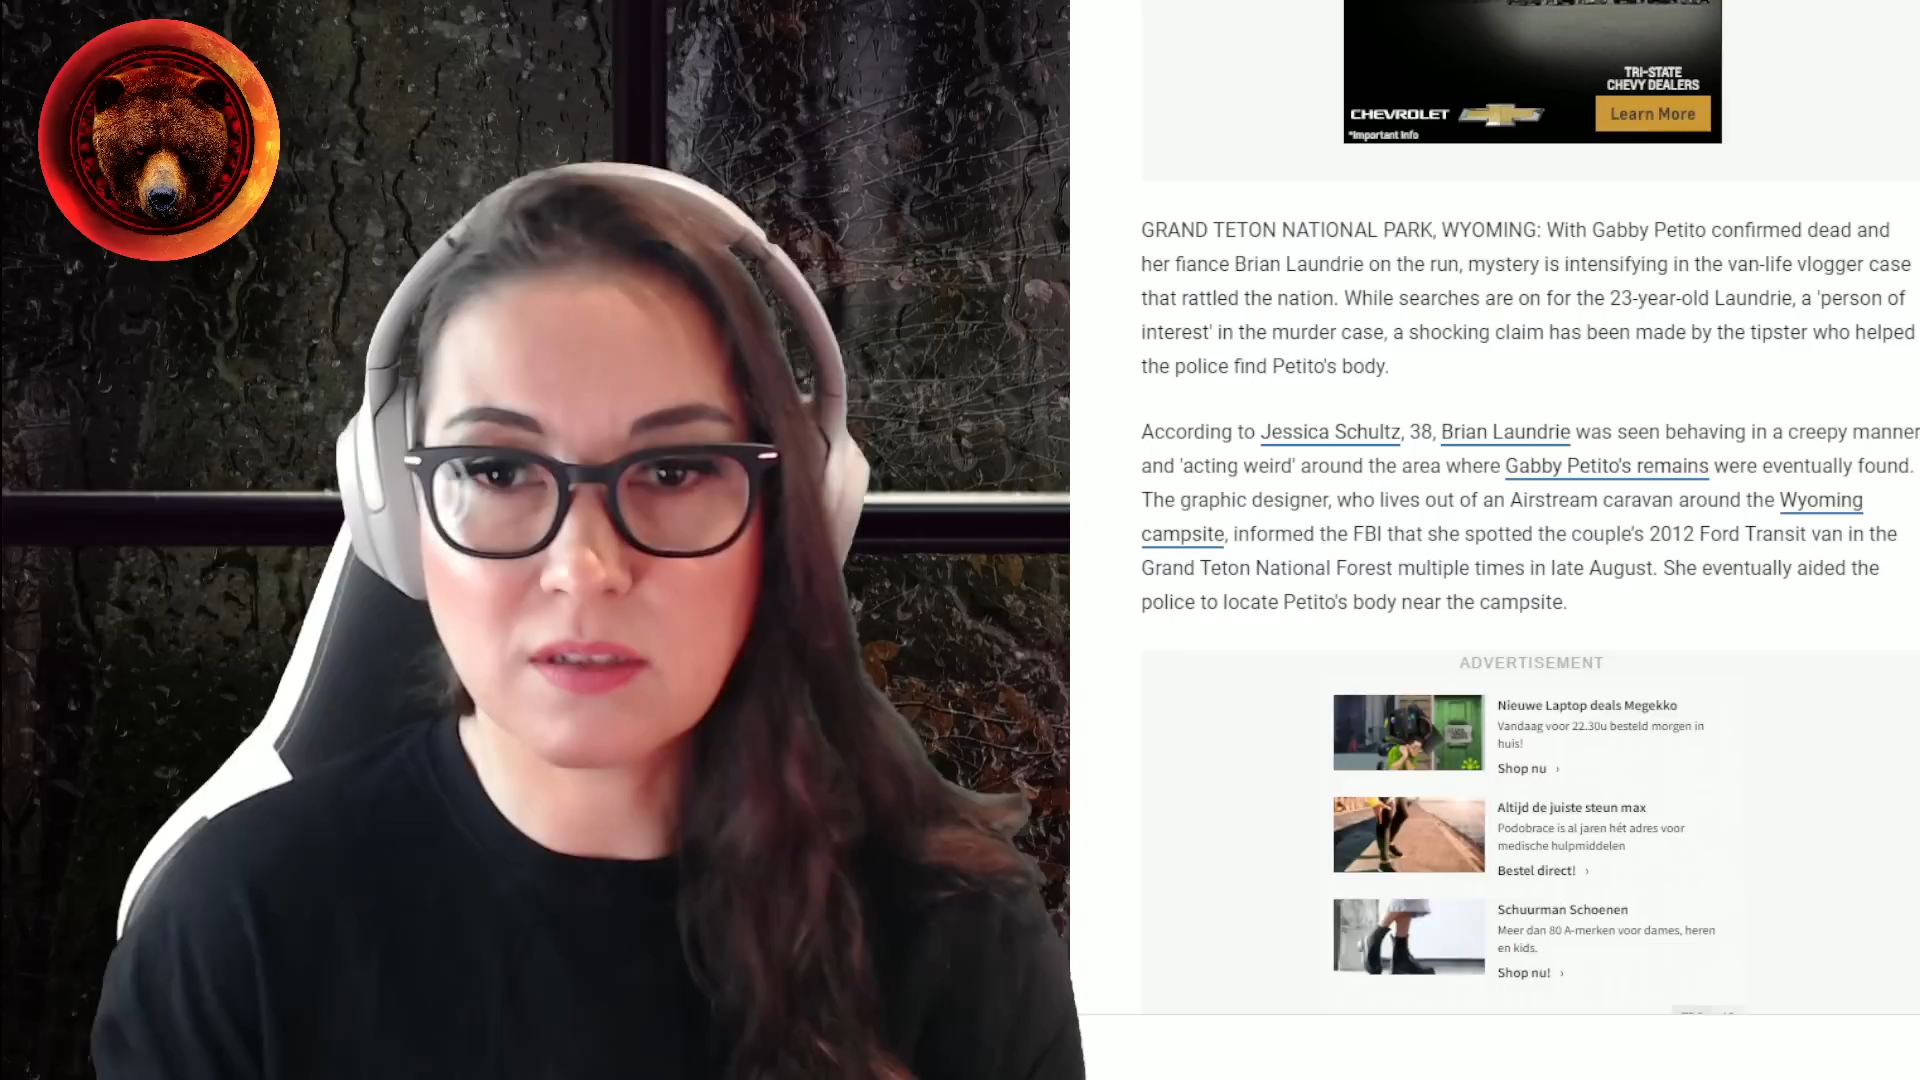 TRI-STATE
CHEVY DEALERS
CHEVROLET
Learn More
*Important Info
GRAND TETON NATIONAL PARK, WYOMING: With Gabby Petito confirmed dead and
her fiance Brian Laundrie on the run, mystery is intensifying in the van-life vlogger case
that rattled the nation. While searches are on for the 23-year-old Laundrie, a 'person of
interest' in the murder case, a shocking claim has been made by the tipster who helped
the police find Petito's body.
According to Jessica Schultz, 38, Brian Laundrie was seen behaving in a creepy manner
and 'acting weird' around the area where Gabby Petito's remains were eventually found.
The graphic designer, who lives out of an Airstream caravan around the Wyoming
campsite, informed the FBI that she spotted the couple's 2012 Ford Transit van in the
Grand Teton National Forest multiple times in late August. She eventually aided the
police to locate Petito's body near the campsite.
ADVERTISEMENT
Nieuwe Laptop deals Megekko
Vandaag voor 22.30u besteld morgen in
huis!
Shop nu ›
Altijd de juiste steun max
Podobrace is al jaren hét adres voor
medische hulpmiddelen
Bestel direct! ›
Schuurman Schoenen
Meer dan 80 A-merken voor dames, heren
en kids.
Shop nu! ›